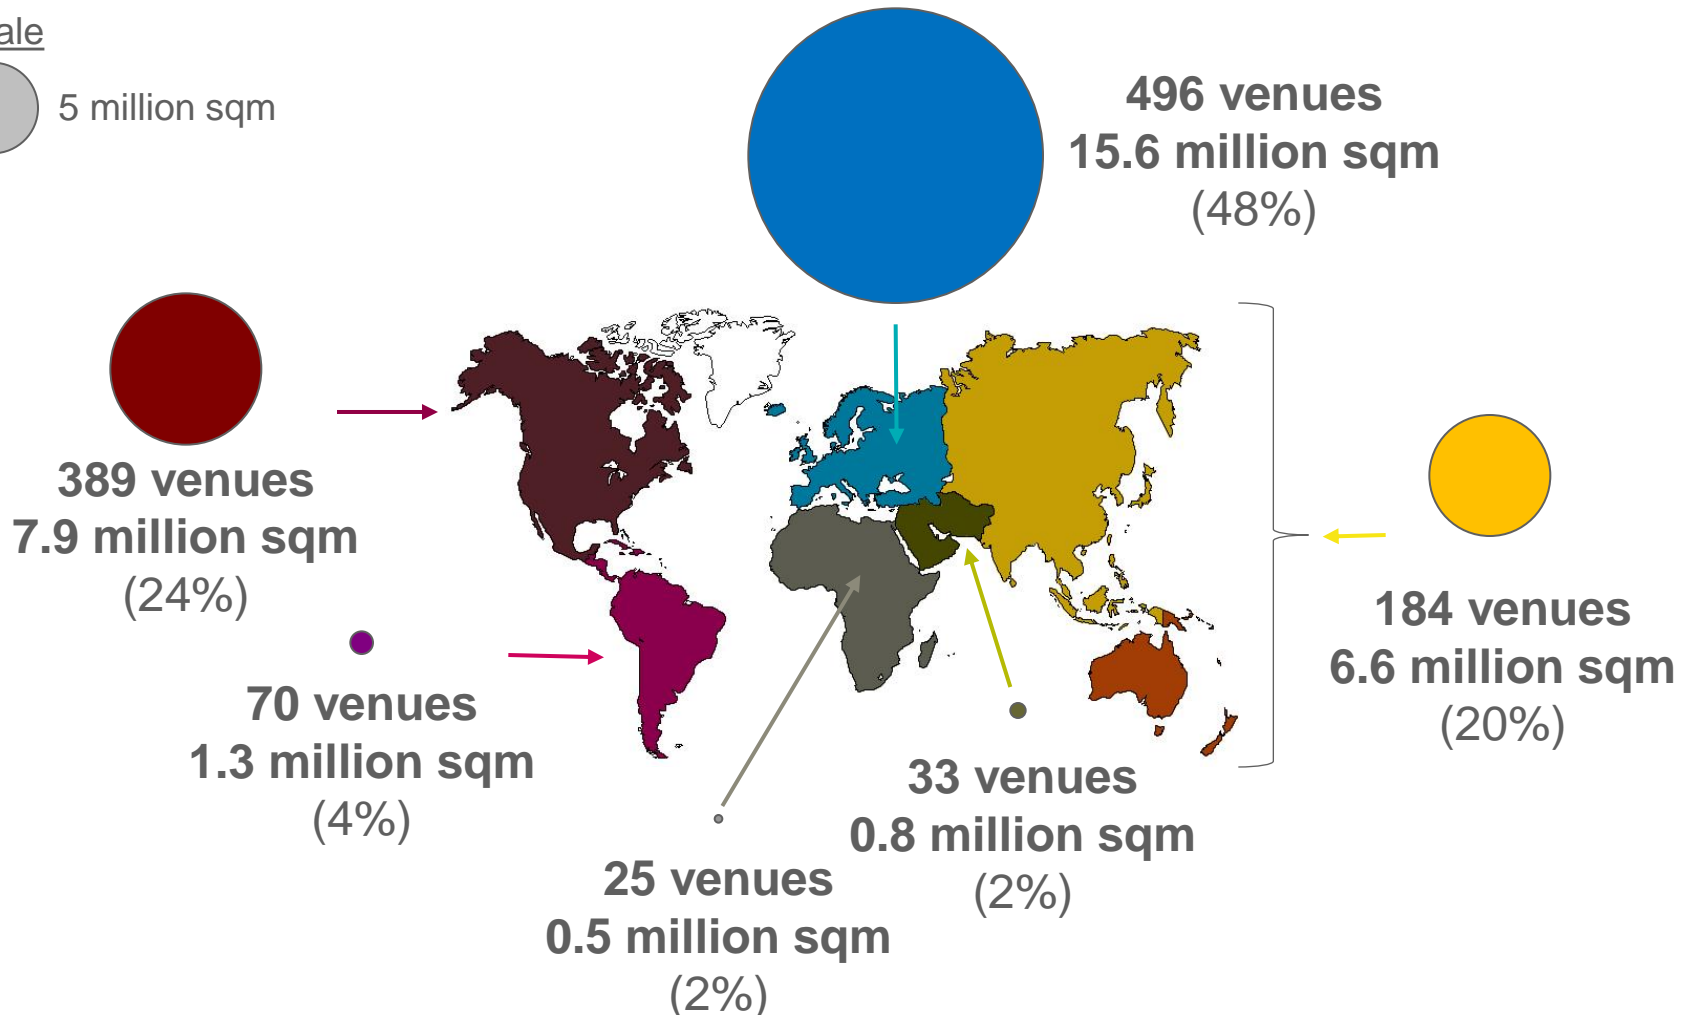 ale
5 million sqm
496 venues
15.6 million sqm
(48%)
389 venues
7.9 million sqm
(24%)
184 venues
6.6 million sqm
(20%)
70 venues
1.3 million sqm
(4%)
33 venues
0.8 million sqm
(2%)
25 venues
0.5 million sqm
(2%)